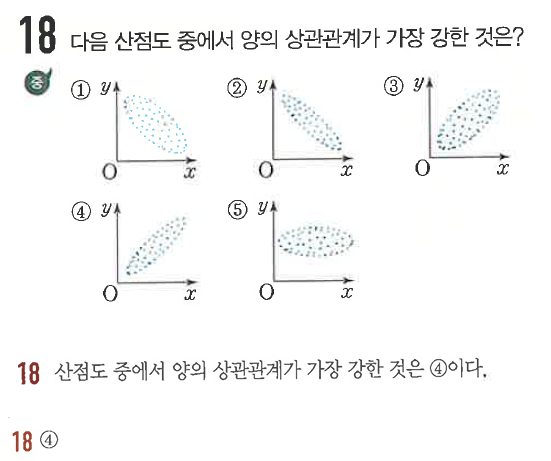 18 다음 산점도 중에서 양의 상관관계가 가장 강한 것은?
중
① y O x
② y O x
③ y O x
④ y O x
⑤ y O x
18 산점도 중에서 양의 상관관계가 가장 강한 것은 ④이다.
18 ④